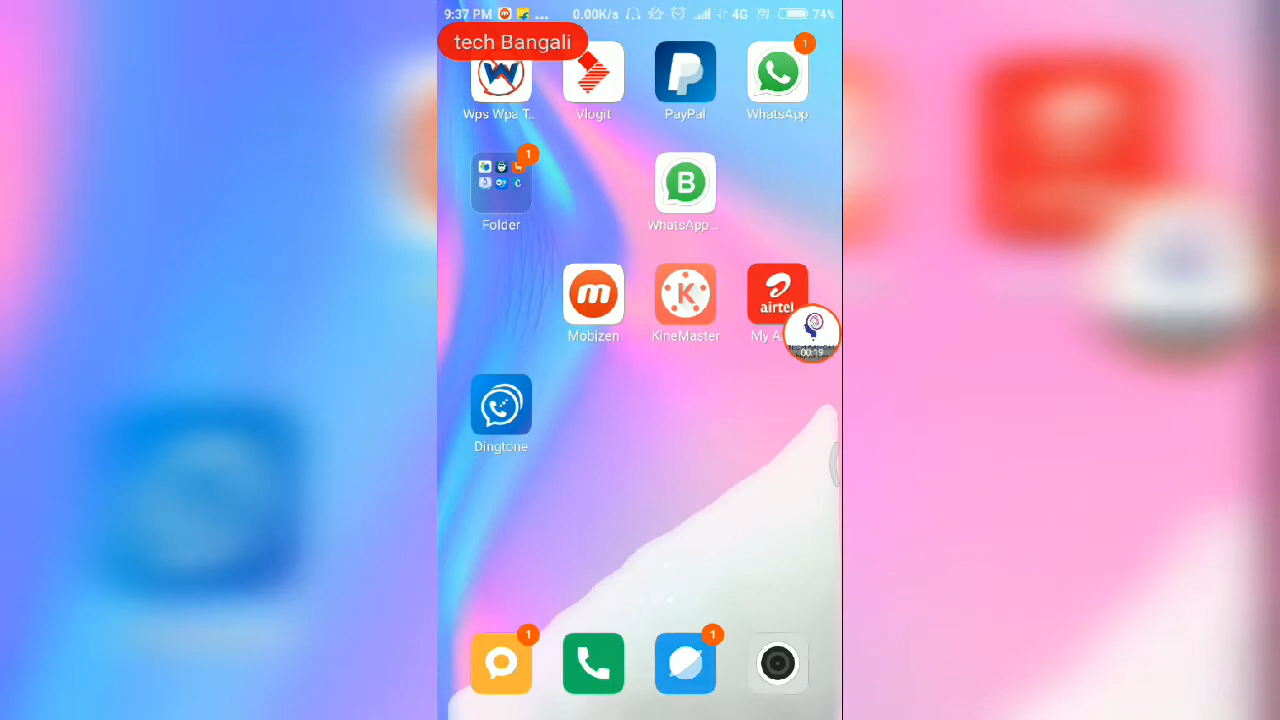 9:37 PM ... 0.00K/s 4G 74%
tech Bangali
Wps Wpa T.. Vlogit PayPal WhatsApp
1
1
B
Folder WhatsApp ..
m K airtel
Mobizen KineMaster My A
00:19
Dingtone
1 1